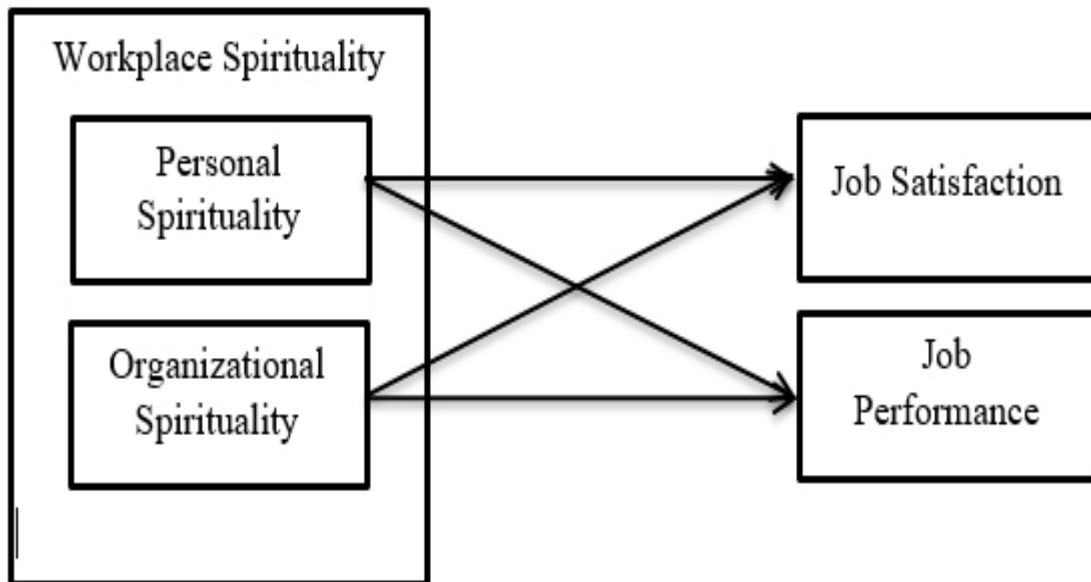 Workplace Spirituality
Personal
Spirituality
Organizational
Spirituality
Job Satisfaction
Job
Performance